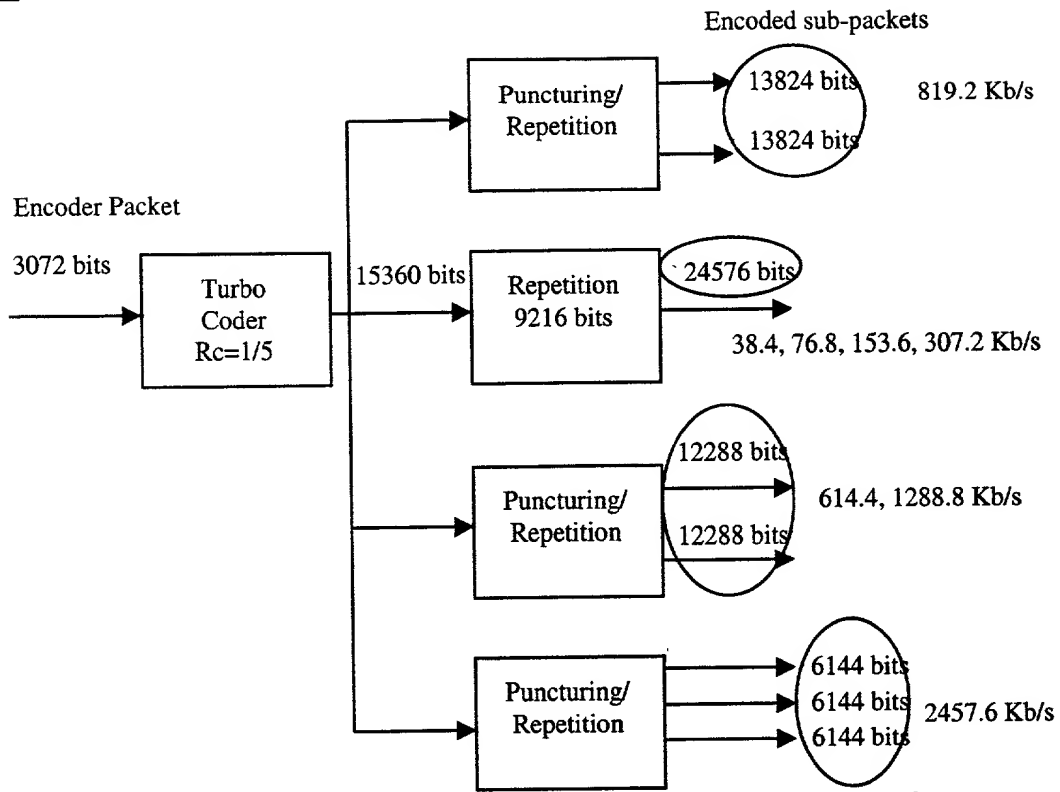 Encoded sub-packets
Puncturing/
Repetition
13824 bits
13824 bits
819.2 Kb/s
Encoder Packet
3072 bits
Turbo
Coder
Rc=1/5
15360 bits
Repetition
9216 bits
24576 bits
38.4, 76.8, 153.6, 307.2 Kb/s
Puncturing/
Repetition
12288 bits
12288 bits
614.4, 1288.8 Kb/s
Puncturing/
Repetition
6144 bits
6144 bits
6144 bits
2457.6 Kb/s